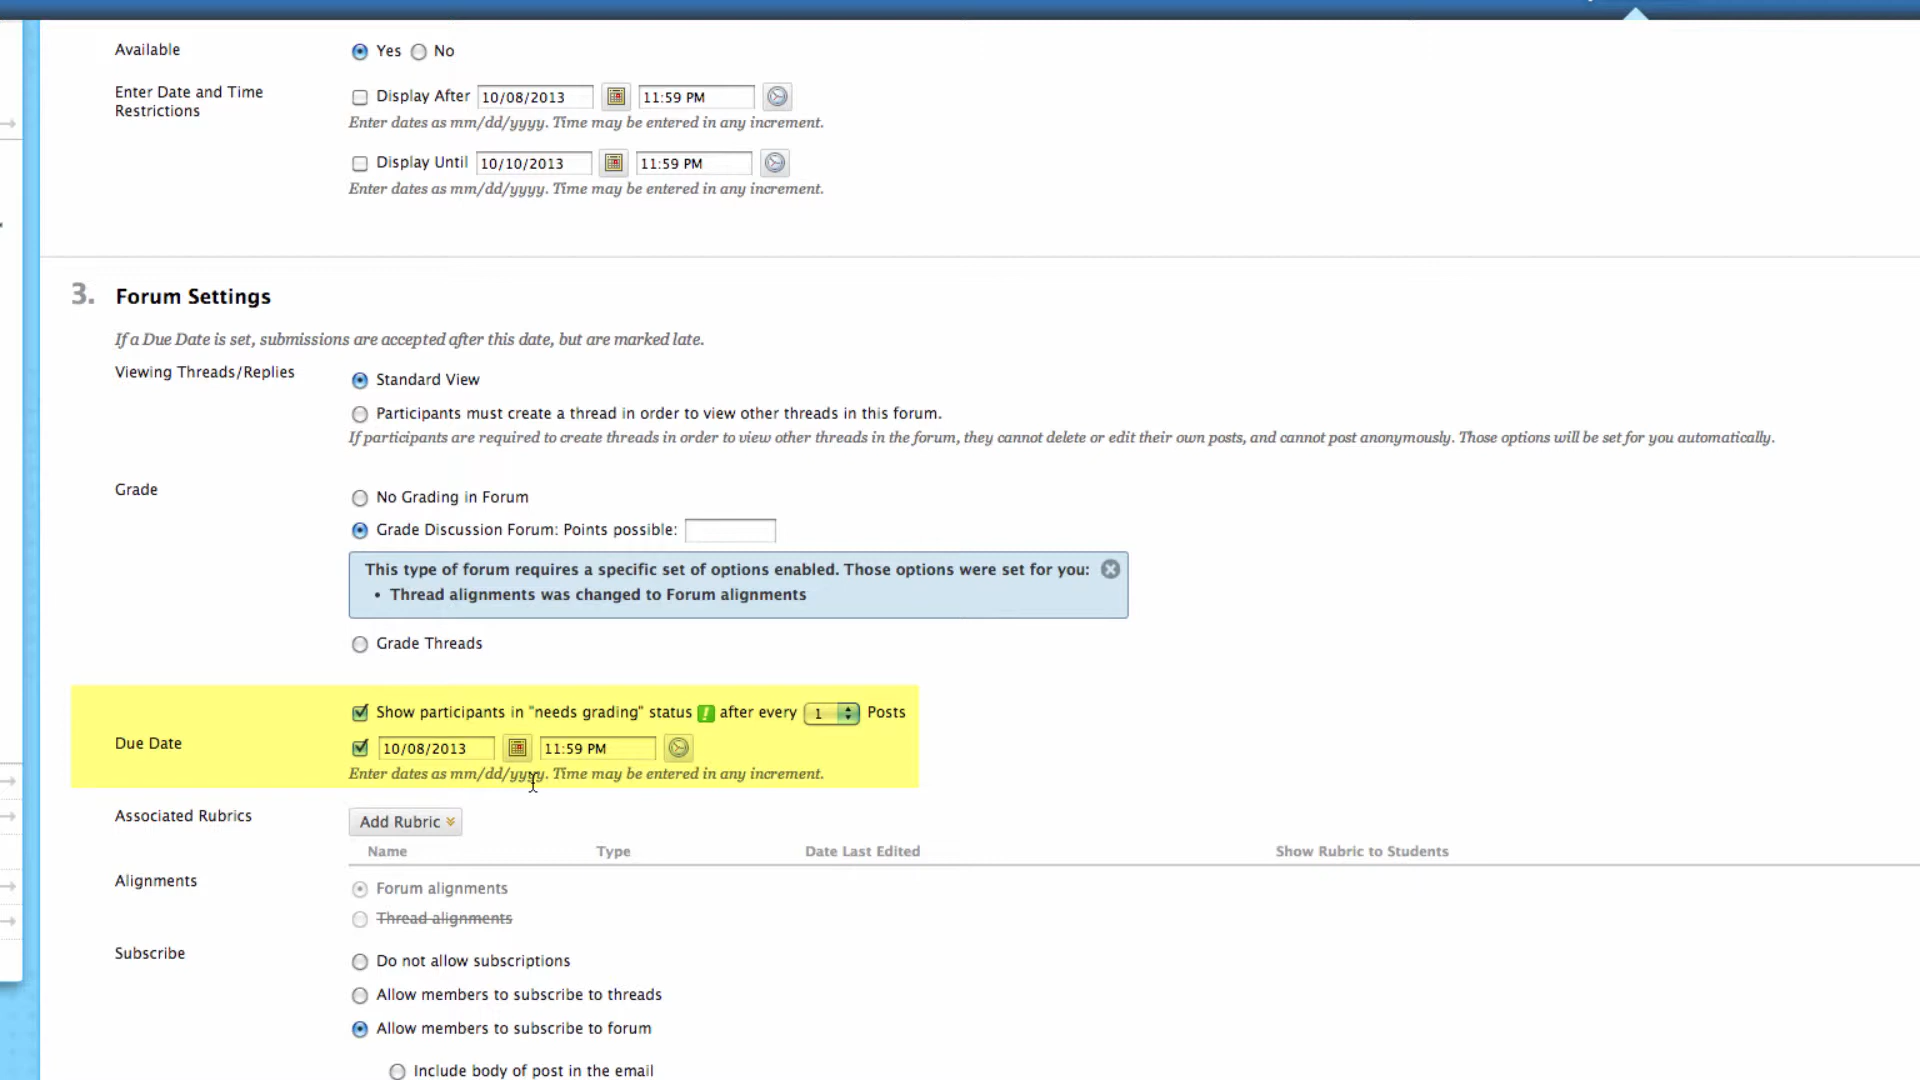 Available
Yes No
Enter Date and Time
Restrictions
Display After 10/08/2013 11:59 PM
Enter dates as mm/dd/yyyy. Time may be entered in any increment.
Display Until 10/10/2013 11:59 PM
Enter dates as mm/dd/yyyy. Time may be entered in any increment.
3. Forum Settings
If a Due Date is set, submissions are accepted after this date, but are marked late.
Viewing Threads/Replies
Standard View
Participants must create a thread in order to view other threads in this forum.
If participants are required to create threads in order to view other threads in the forum, they cannot delete or edit their own posts, and cannot post anonymously. Those options will be set for you automatically.
Grade
No Grading in Forum
Grade Discussion Forum: Points possible:
This type of forum requires a specific set of options enabled. Those options were set for you:
• Thread alignments was changed to Forum alignments
Grade Threads
Show participants in "needs grading" status ! after every 1 Posts
Due Date
10/08/2013 11:59 PM
Enter dates as mm/dd/yyyy. Time may be entered in any increment.
Associated Rubrics
Add Rubric
Name Type Date Last Edited Show Rubric to Students
Alignments
Forum alignments
Thread alignments
Subscribe
Do not allow subscriptions
Allow members to subscribe to threads
Allow members to subscribe to forum
Include body of post in the email